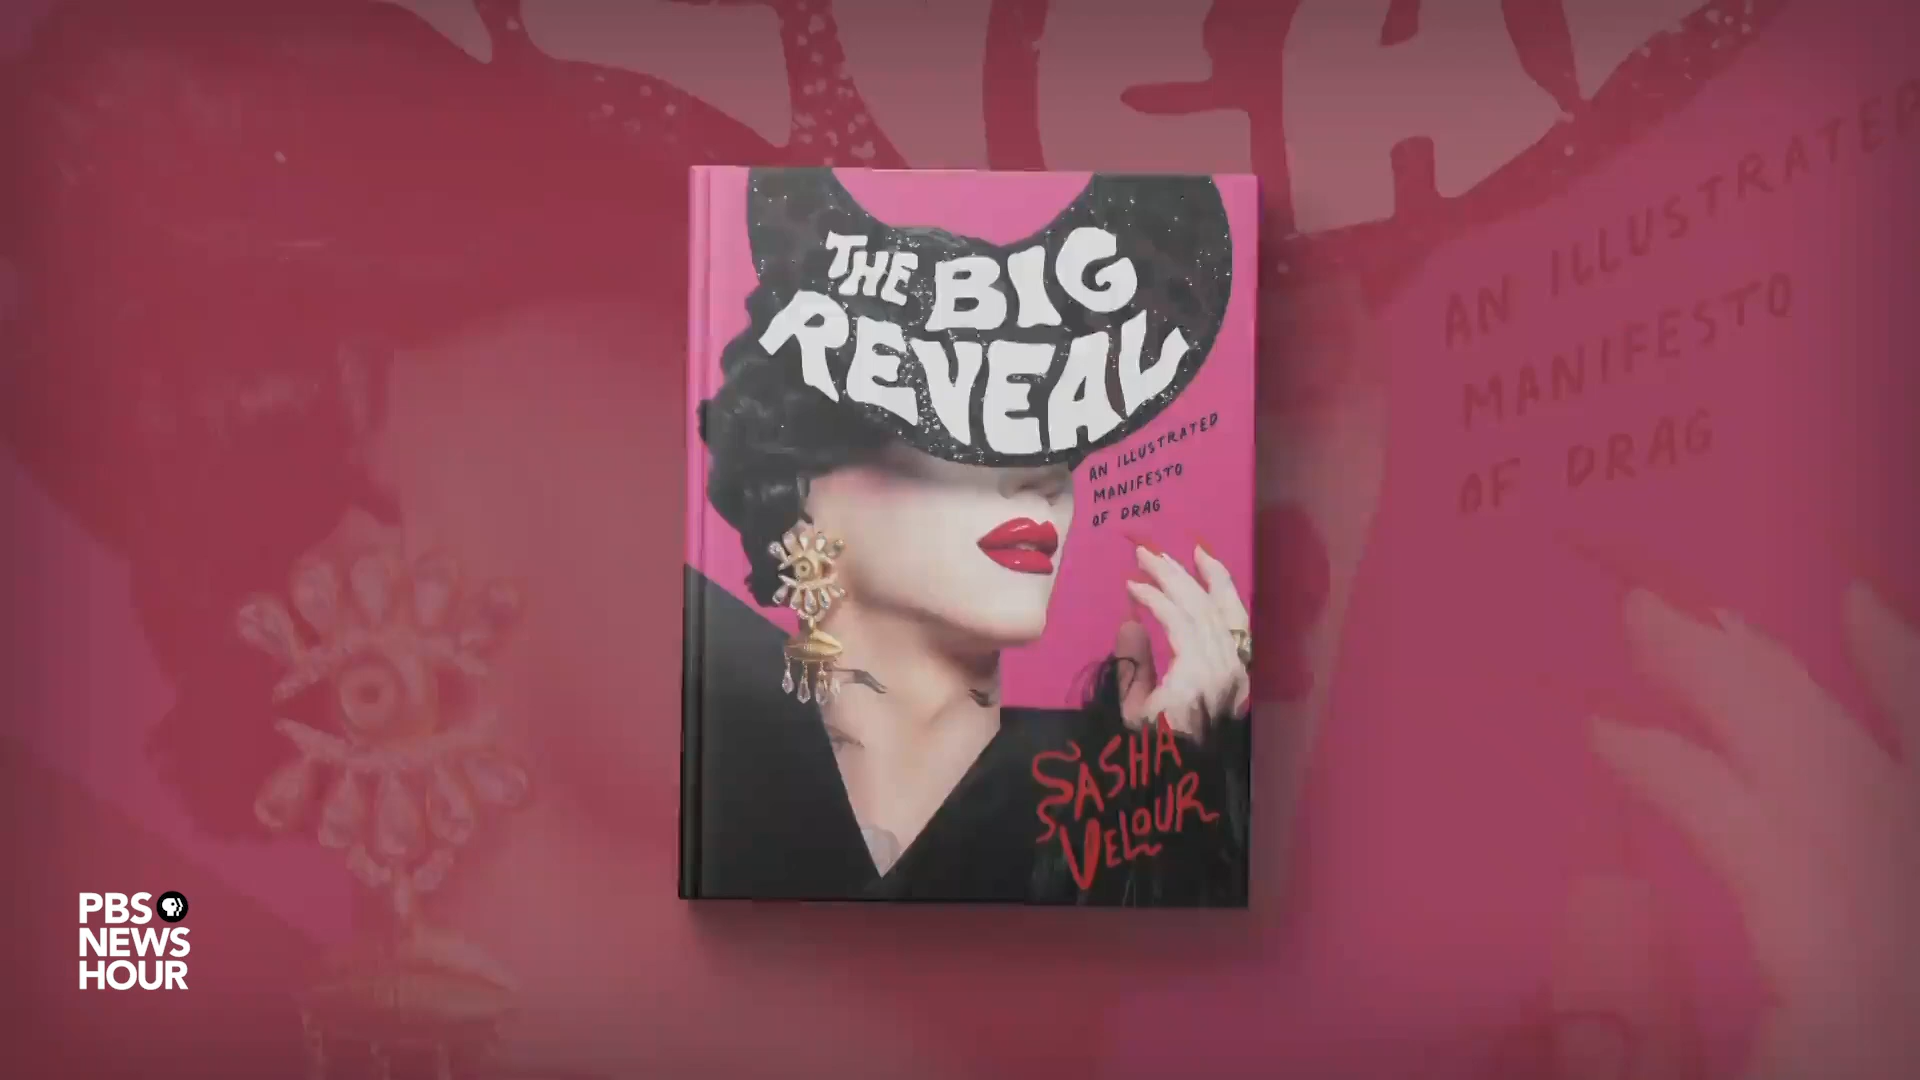 THE BIG
REVEAL
AN ILLUSTRATED
MANIFESTO
OF DRAG
SASHA
VELOUR
AN ILLUSTRATED
MANIFESTO
OF DRAG
PBS
NEWS
HOUR